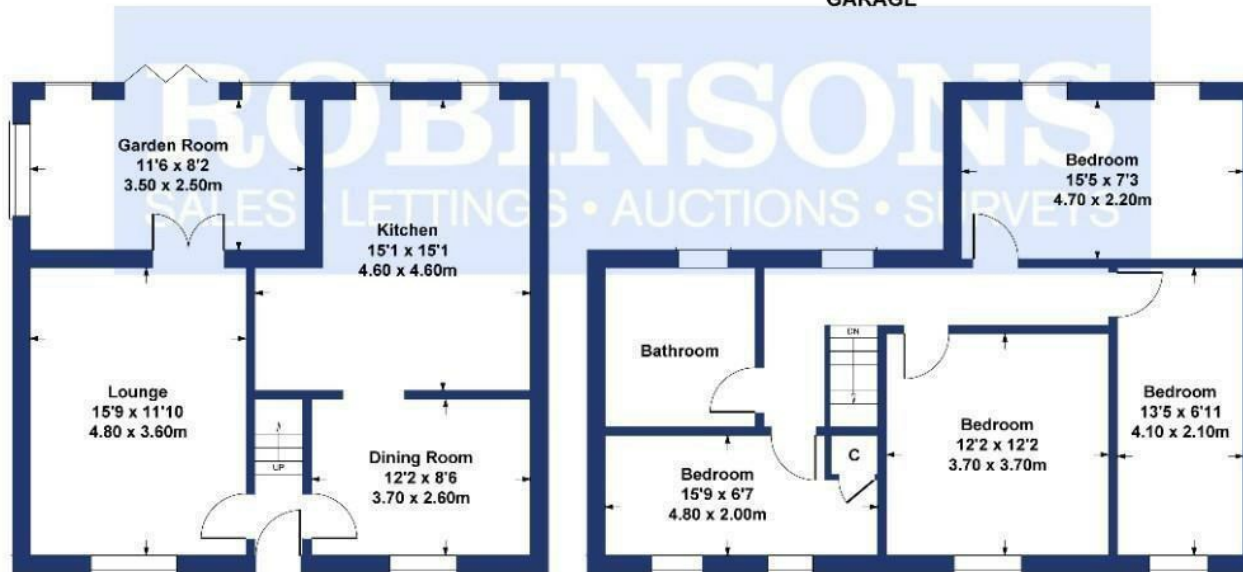 GARAGE
ROBINSONS
SALES • LETTINGS • AUCTIONS • SURVEYS
Garden Room
11'6 x 8'2
3.50 x 2.50m
Kitchen
15'1 x 15'1
4.60 x 4.60m
Lounge
15'9 x 11'10
4.80 x 3.60m
UP
Dining Room
12'2 x 8'6
3.70 x 2.60m
Bedroom
15'5 x 7'3
4.70 x 2.20m
Bathroom
DN
Bedroom
15'9 x 6'7
4.80 x 2.00m
C
Bedroom
12'2 x 12'2
3.70 x 3.70m
Bedroom
13'5 x 6'11
4.10 x 2.10m